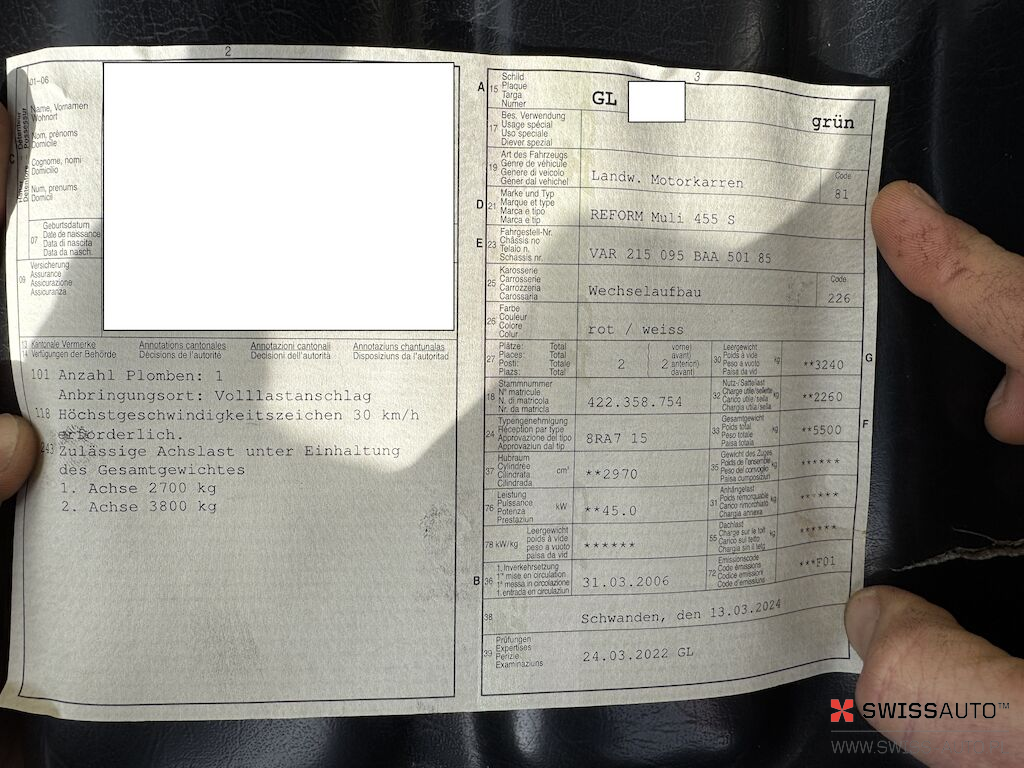 2
01-06
Name, Vornamen
Wohnort
Nom, prénoms
Domicile
Cognome, nomi
Domicilio
Num, prenums
Domicil
C
07
Geburtsdatum
Date de naissance
Data di nascita
Data da nasch.
09
Versicherung
Assurance
Assicurazione
Assicuranza
13
14
Kantonale Vermerke
Verfügungen der Behörde
Annotations cantonales
Décisions de l'autorité
Annotazioni cantonali
Decisioni dell'autorità
Annotaziuns chantunalas
Disposiziuns da l'autoritad
101 Anzahl Plomben: 1
Anbringungsort: Volllastanschlag
118 Höchstgeschwindigkeitszeichen 30 km/h
erforderlich.
243 Zulässige Achslast unter Einhaltung
des Gesamtgewichtes
1. Achse 2700 kg
2. Achse 3800 kg
3
A 15 Schild
Plaque
Targa
Numer
GL
grün
17 Bes. Verwendung
Usage spécial
Uso speciale
Diever spezial
19 Art des Fahrzeugs
Genre de véhicule
Genere di veicolo
Gener dal vehichel
Landw. Motorkarren
Code
81
D 21 Marke und Typ
Marque et type
Marca e tipo
Marca e tip
REFORM Muli 455 S
E 23 Fahrgestell-Nr.
Châssis no
Telaio n.
Schassis nr.
VAR 215 095 BAA 501 85
25 Karosserie
Carrosserie
Carrozzeria
Carossaria
Wechselaufbau
Code
226
26 Farbe
Couleur
Colore
Colur
rot / weiss
27 Plätze: Total
Places: Total
Posti: Totale
Plazs: Total
2
( vorne)
( 2 avant)
anteriori)
davant)
30 Leergewicht
Poids à vide
Peso a vuoto
Paisa da vid
kg
**3240
G
18 Stammnummer
N° matricule
N. di matricola
Nr. da matricla
422.358.754
32 Nutz-/Sattellast
Charge utile/sellette
Carico utile/sella
Chargia utila/sella
kg
**2260
24 Typengenehmigung
Réception par type
Approvazione del tipo
Approvaziun dal tip
8RA7 15
33 Gesamtgewicht
Poids total
Peso totale
Paisa totala
kg
**5500
F
37 Hubraum
Cylindrée
Cilindrata
Cilindrada
cm³
**2970
35 Gewicht des Zuges
Poids de l'ensemble
Peso del convoglio
Paisa cumposiziun
kg
******
76 Leistung
Puissance
Potenza
Prestaziun
kW
**45.0
31 Anhängelast
Poids remorquable
Carico rimorchiato
Chargia annexa
kg
******
78 kW/kg
Leergewicht
poids à vide
peso a vuoto
paisa da vid
******
55 Dachlast
Charge sur le toit
Carico sul tetto
Chargia sin il tetg
kg
******
B 36 1. Inverkehrsetzung
1re mise en circulation
1a messa in circolazione
1. entrada en circulaziun
31.03.2006
72 Emissionscode
Code émissions
Codice emissioni
Code d'emissiuns
***F01
38
Schwanden, den 13.03.2024
39 Prüfungen
Expertises
Perizie
Examinaziuns
24.03.2022 GL
SWISSAUTO™